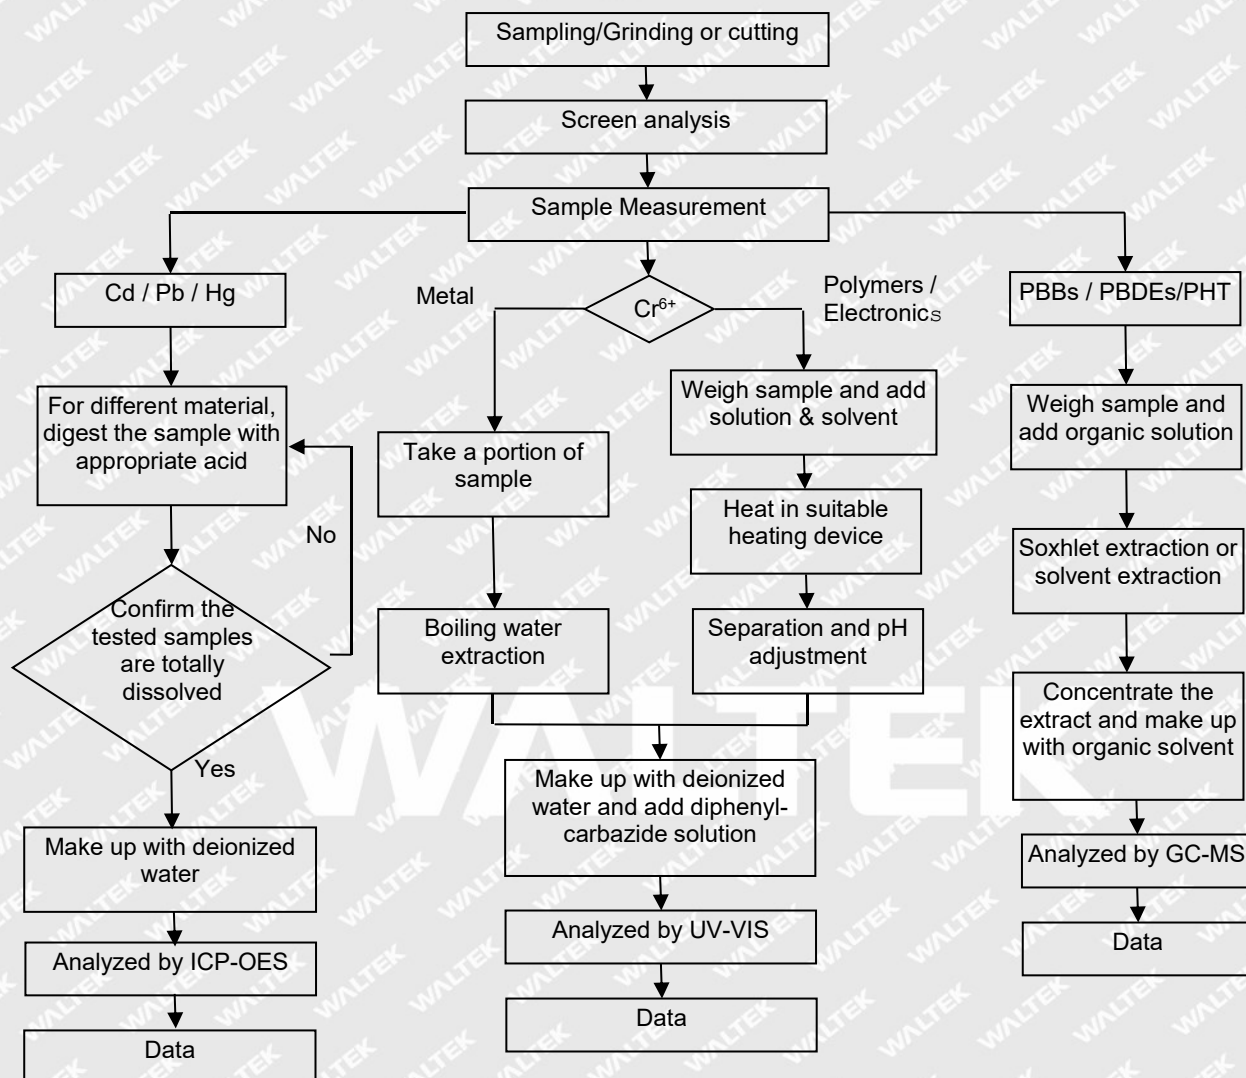 Sampling/Grinding or cutting
Screen analysis
Sample Measurement
Cd / Pb / Hg
Metal
Cr6+
Polymers /
Electronics
PBBs / PBDEs/PHT
For different material,
digest the sample with
appropriate acid
No
Confirm the
tested samples
are totally
dissolved
Yes
Make up with deionized
water
Analyzed by ICP-OES
Data
Take a portion of
sample
Boiling water
extraction
Weigh sample and add
solution & solvent
Heat in suitable
heating device
Separation and pH
adjustment
Make up with deionized
water and add diphenyl-
carbazide solution
Analyzed by UV-VIS
Data
Weigh sample and
add organic solution
Soxhlet extraction or
solvent extraction
Concentrate the
extract and make up
with organic solvent
Analyzed by GC-MS
Data
WALTEK